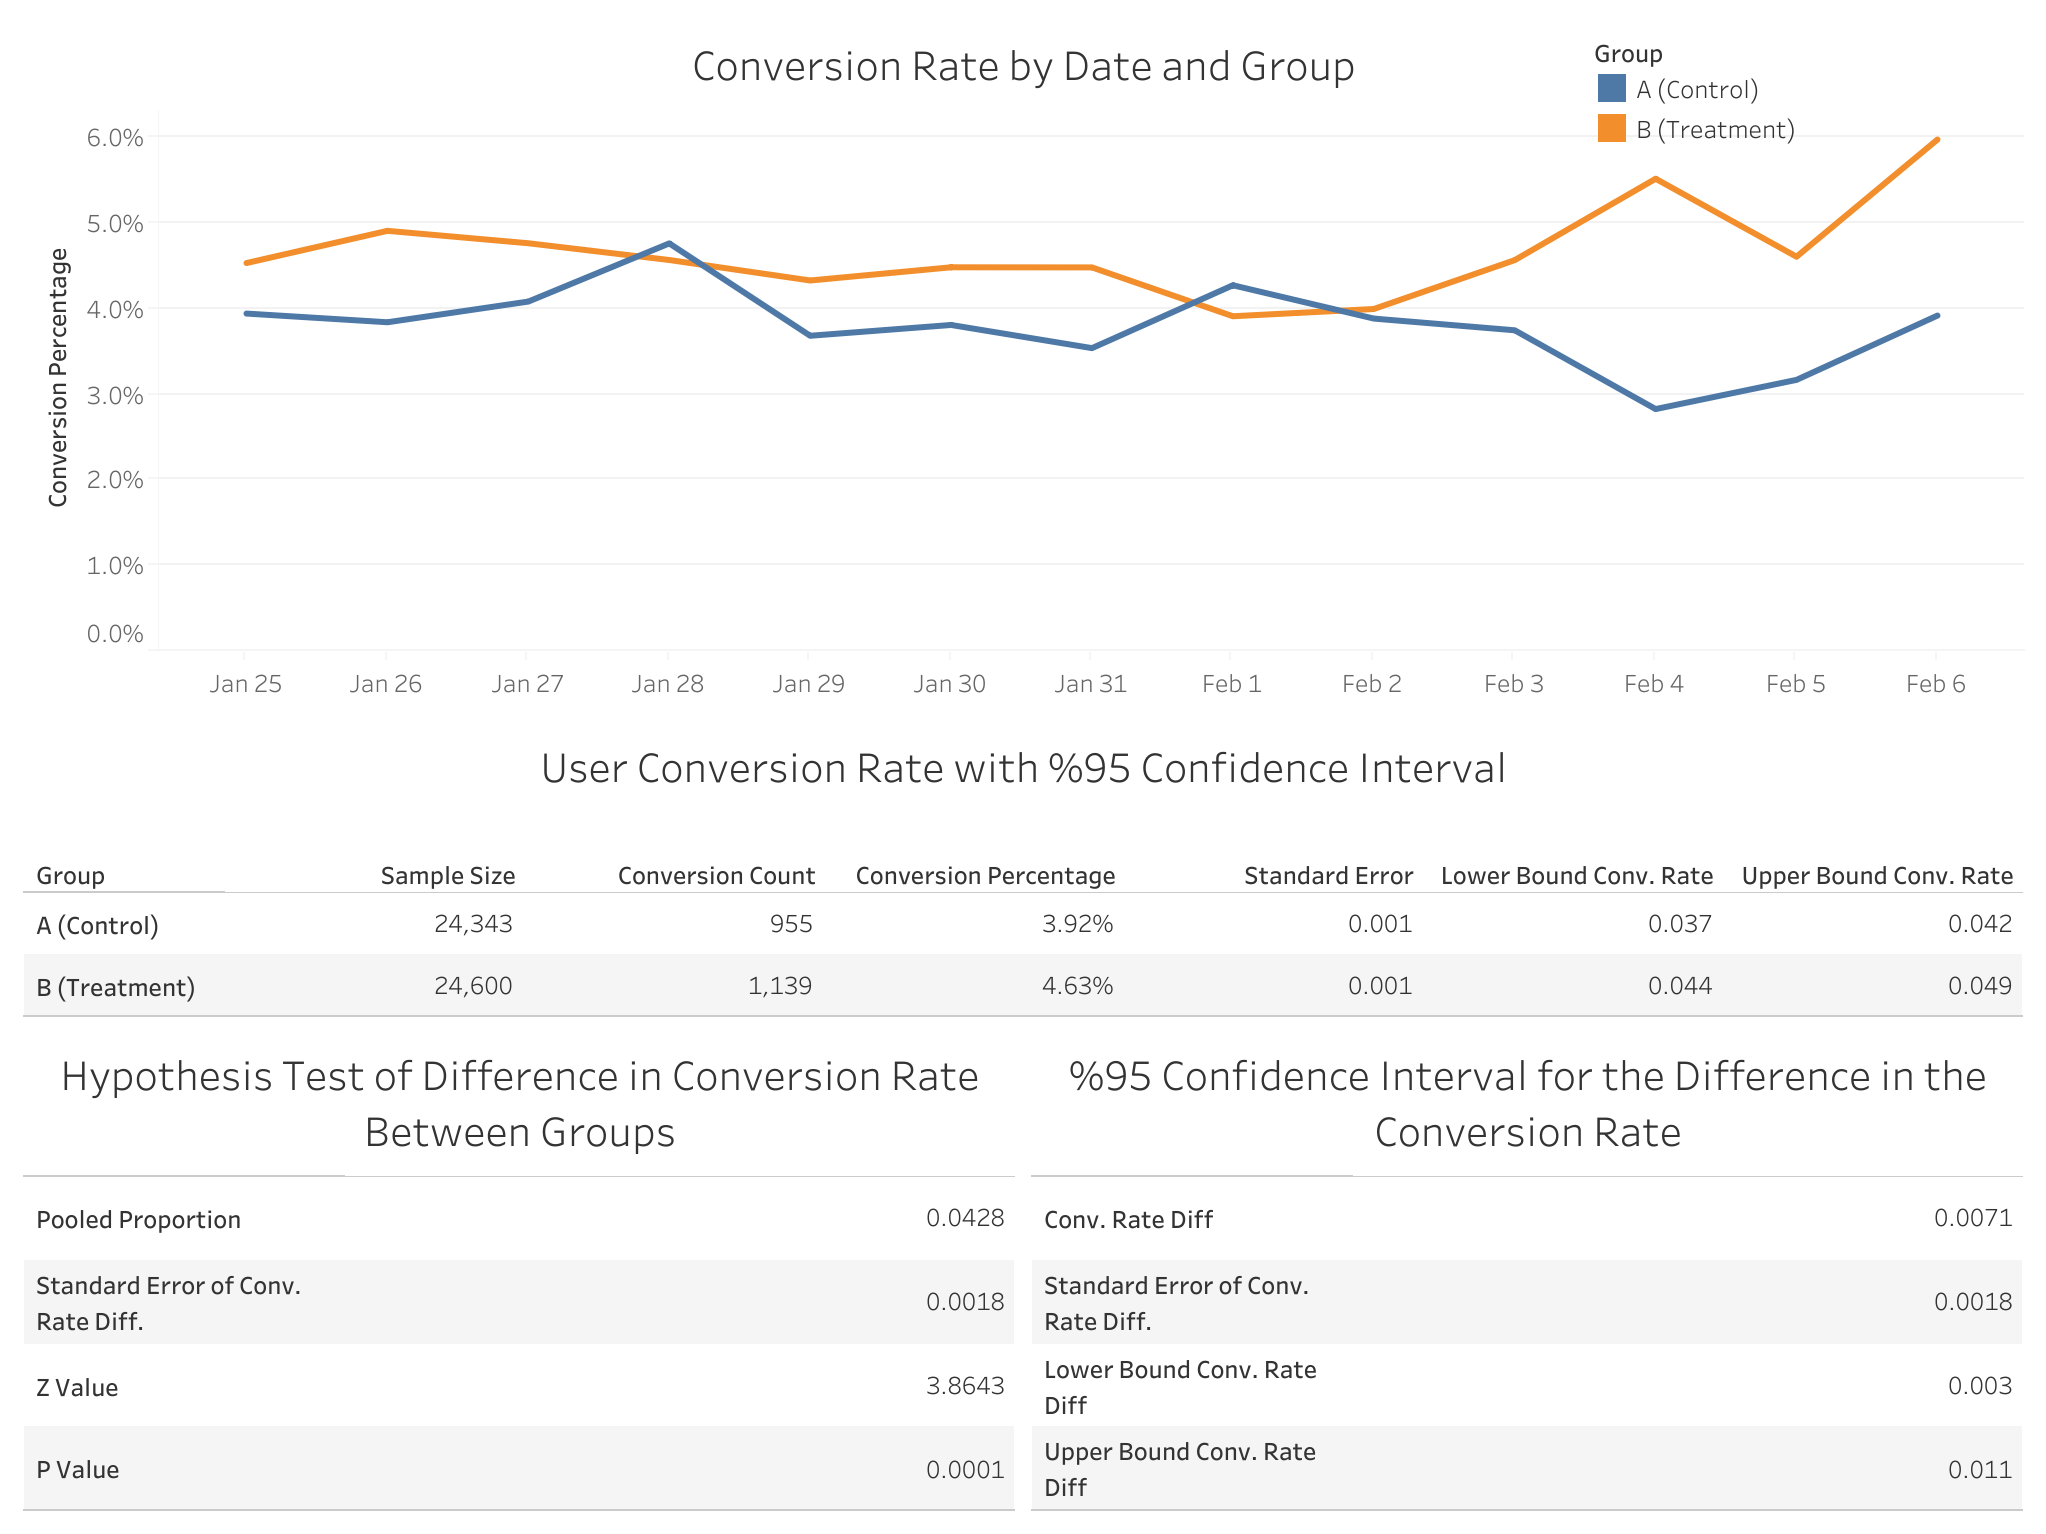 Conversion Rate by Date and Group
Group
A (Control)
B (Treatment)
Conversion Percentage
6.0%
5.0%
4.0%
3.0%
2.0%
1.0%
0.0%
Jan 25 Jan 26 Jan 27 Jan 28 Jan 29 Jan 30 Jan 31 Feb 1 Feb 2 Feb 3 Feb 4 Feb 5 Feb 6
User Conversion Rate with %95 Confidence Interval
Group Sample Size Conversion Count Conversion Percentage Standard Error Lower Bound Conv. Rate Upper Bound Conv. Rate
A (Control) 24,343 955 3.92% 0.001 0.037 0.042
B (Treatment) 24,600 1,139 4.63% 0.001 0.044 0.049
Hypothesis Test of Difference in Conversion Rate
Between Groups
Pooled Proportion 0.0428
Standard Error of Conv.
Rate Diff. 0.0018
Z Value 3.8643
P Value 0.0001
%95 Confidence Interval for the Difference in the
Conversion Rate
Conv. Rate Diff 0.0071
Standard Error of Conv.
Rate Diff. 0.0018
Lower Bound Conv. Rate
Diff 0.003
Upper Bound Conv. Rate
Diff 0.011